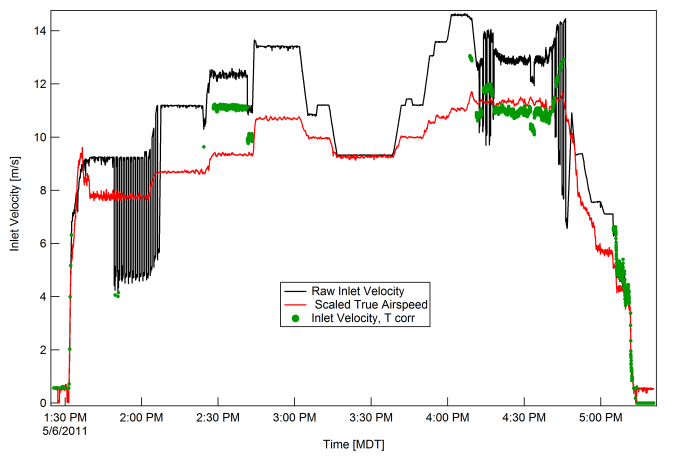 14
12
10
8
6
4
2
0
Inlet Velocity [m/s]
Raw Inlet Velocity
Scaled True Airspeed
Inlet Velocity, T corr
1:30 PM 2:00 PM 2:30 PM 3:00 PM 3:30 PM 4:00 PM 4:30 PM 5:00 PM
5/6/2011
Time [MDT]